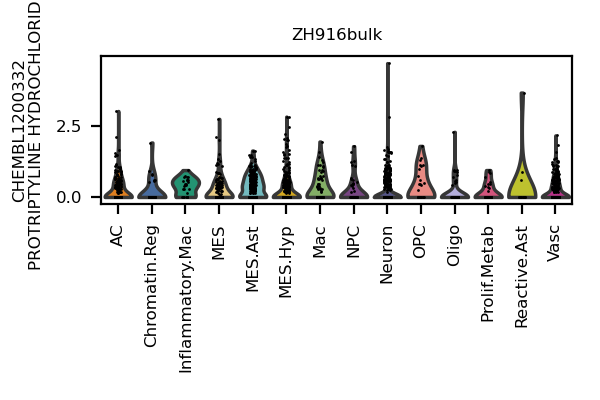 ZH916bulk
CHEMBL1200332
PROTRIPTYLINE HYDROCHLORID
2.5
0.0
AC
Chromatin.Reg
Inflammatory.Mac
MES
MES.Ast
MES.Hyp
Mac
NPC
Neuron
OPC
Oligo
Prolif.Metab
Reactive.Ast
Vasc